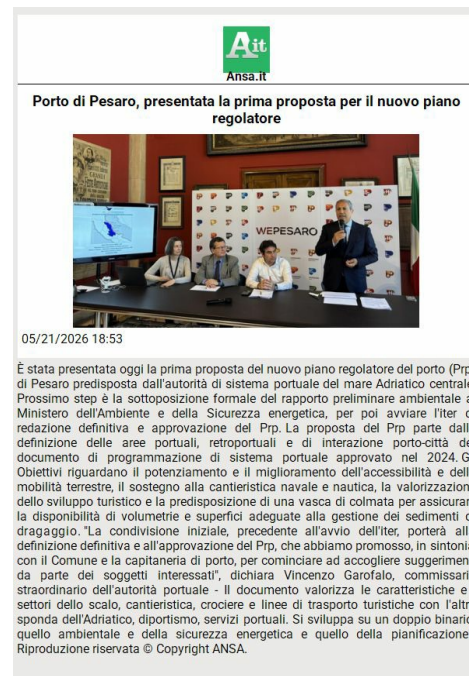 Ait
Ansa.it
Porto di Pesaro, presentata la prima proposta per il nuovo piano
regolatore
WEPESARO
05/21/2026 18:53
È stata presentata oggi la prima proposta del nuovo piano regolatore del porto (Prp
di Pesaro predisposta dall'autorità di sistema portuale del mare Adriatico centrale
Prossimo step è la sottoposizione formale del rapporto preliminare ambientale a
Ministero dell'Ambiente e della Sicurezza energetica, per poi avviare l'iter d
redazione definitiva e approvazione del Prp. La proposta del Prp parte dall
definizione delle aree portuali, retroportuali e di interazione porto-città de
documento di programmazione di sistema portuale approvato nel 2024. G
Obiettivi riguardano il potenziamento e il miglioramento dell'accessibilità e dell
mobilità terrestre, il sostegno alla cantieristica navale e nautica, la valorizzazion
dello sviluppo turistico e la predisposizione di una vasca di colmata per assicurar
la disponibilità di volumetrie e superfici adeguate alla gestione dei sedimenti d
dragaggio. "La condivisione iniziale, precedente all'avvio dell'iter, porterà all
definizione definitiva e all'approvazione del Prp, che abbiamo promosso, in sintoni
con il Comune e la capitaneria di porto, per cominciare ad accogliere suggerimen
da parte dei soggetti interessati", dichiara Vincenzo Garofalo, commissari
straordinario dell'autorità portuale - Il documento valorizza le caratteristiche e
settori dello scalo, cantieristica, crociere e linee di trasporto turistiche con l'altr
sponda dell'Adriatico, diportismo, servizi portuali. Si sviluppa su un doppio binario
quello ambientale e della sicurezza energetica e quello della pianificazione
Riproduzione riservata © Copyright ANSA.